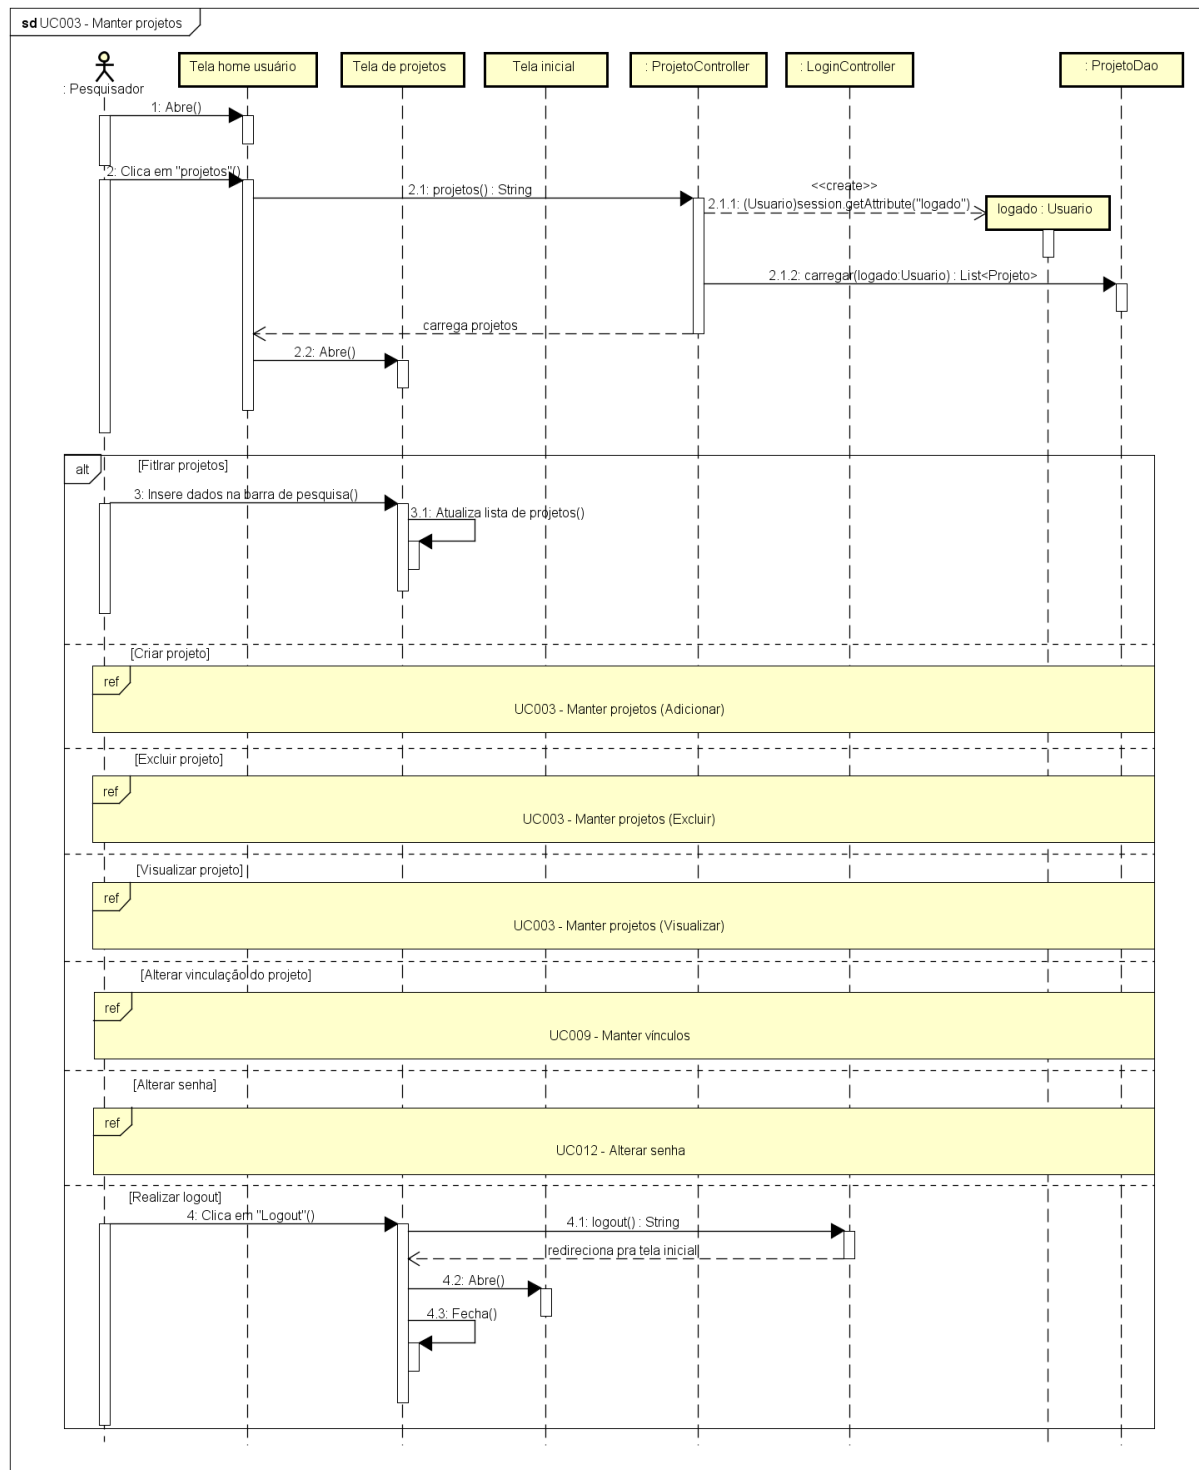 sd UC003 - Manter projetos
: Pesquisador
Tela home usuário
Tela de projetos
Tela inicial
: ProjetoController
: LoginController
: ProjetoDao
1: Abre()
2: Clica em "projetos"()
2.1: projetos() : String
<<create>>
2.1.1: (Usuario)session.getAttribute("logado")
logado : Usuario
2.1.2: carregar(logado:Usuario) : List<Projeto>
carrega projetos
2.2: Abre()
alt
[Fitlrar projetos]
3: Insere dados na barra de pesquisa()
3.1: Atualiza lista de projetos()
[Criar projeto]
ref
UC003 - Manter projetos (Adicionar)
[Excluir projeto]
ref
UC003 - Manter projetos (Excluir)
[Visualizar projeto]
ref
UC003 - Manter projetos (Visualizar)
[Alterar vinculação do projeto]
ref
UC009 - Manter vínculos
[Alterar senha]
ref
UC012 - Alterar senha
[Realizar logout]
4: Clica em "Logout"()
4.1: logout() : String
redireciona pra tela inicial
4.2: Abre()
4.3: Fecha()